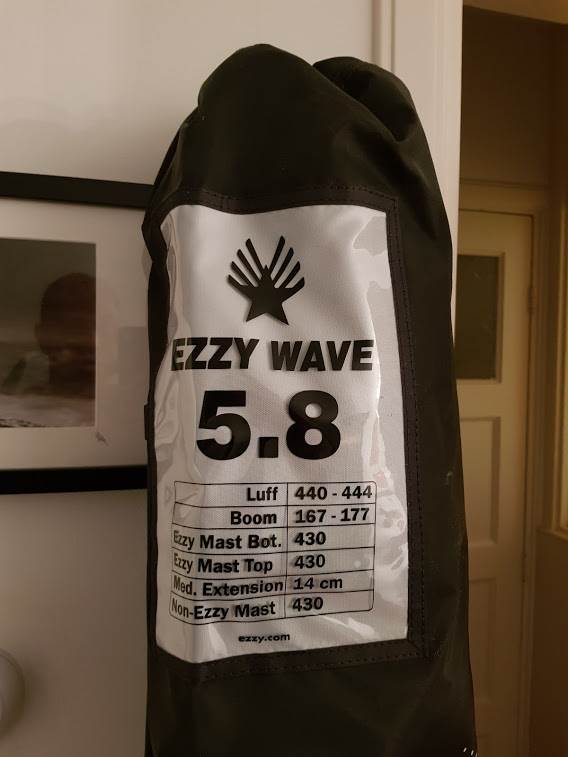 EZZY WAVE
5.8
Luff 440 - 444
Boom 167 - 177
Ezzy Mast Bot. 430
Ezzy Mast Top 430
Med. Extension 14 cm
Non-Ezzy Mast 430
ezzy.com